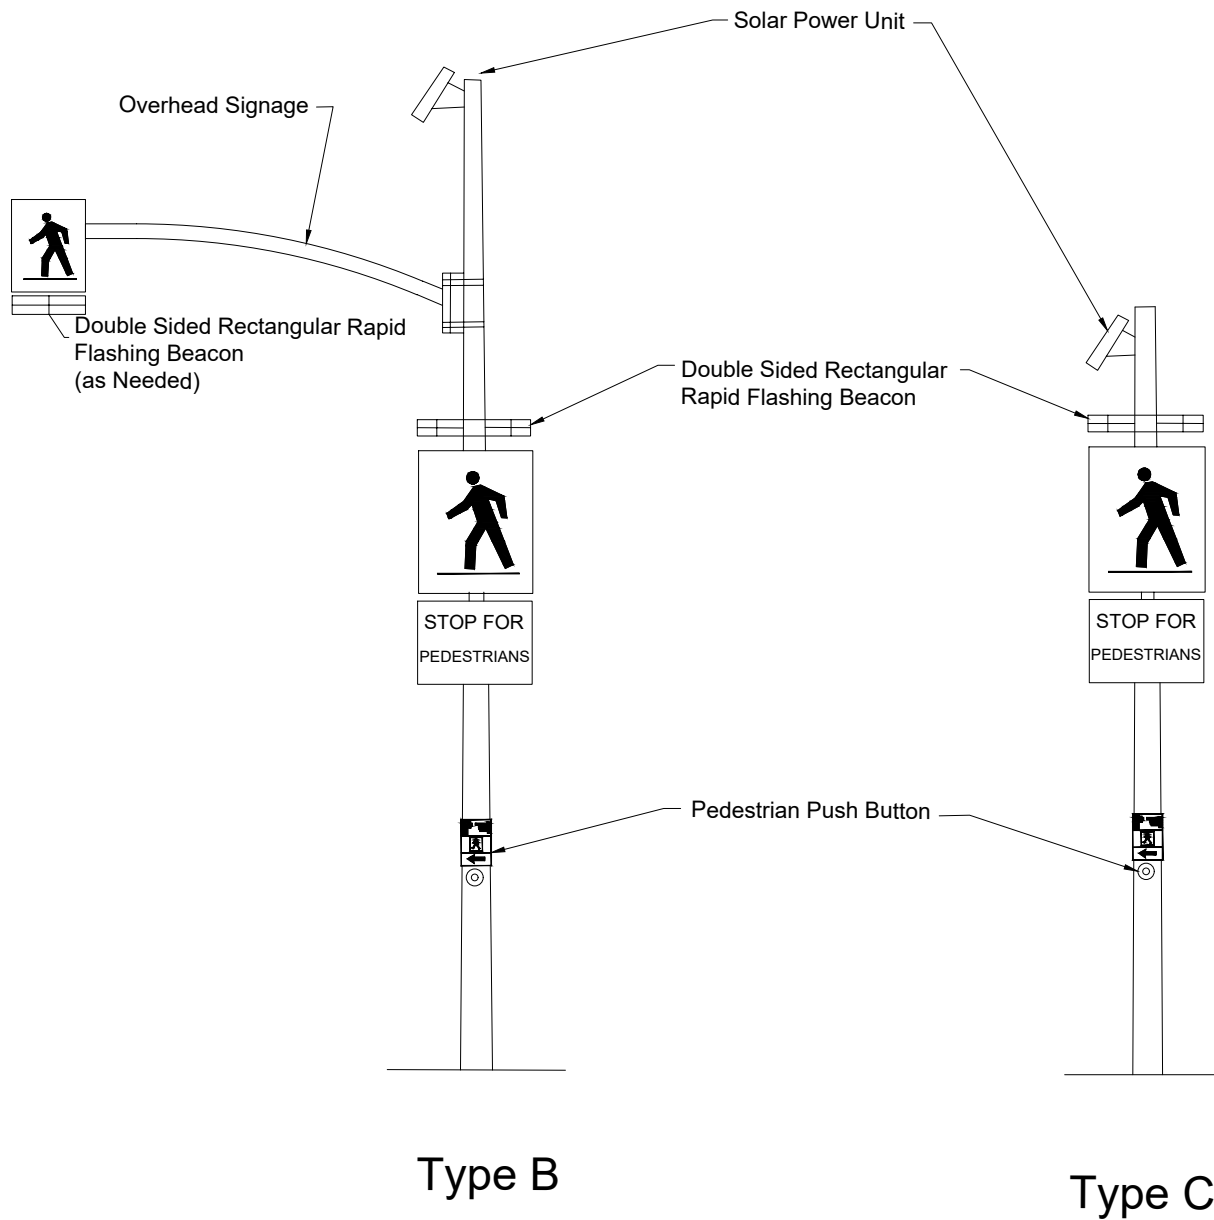 Solar Power Unit
Overhead Signage
Double Sided Rectangular Rapid
Flashing Beacon
(as Needed)
Double Sided Rectangular
Rapid Flashing Beacon
STOP FOR
PEDESTRIANS
STOP FOR
PEDESTRIANS
Pedestrian Push Button
Type B
Type C